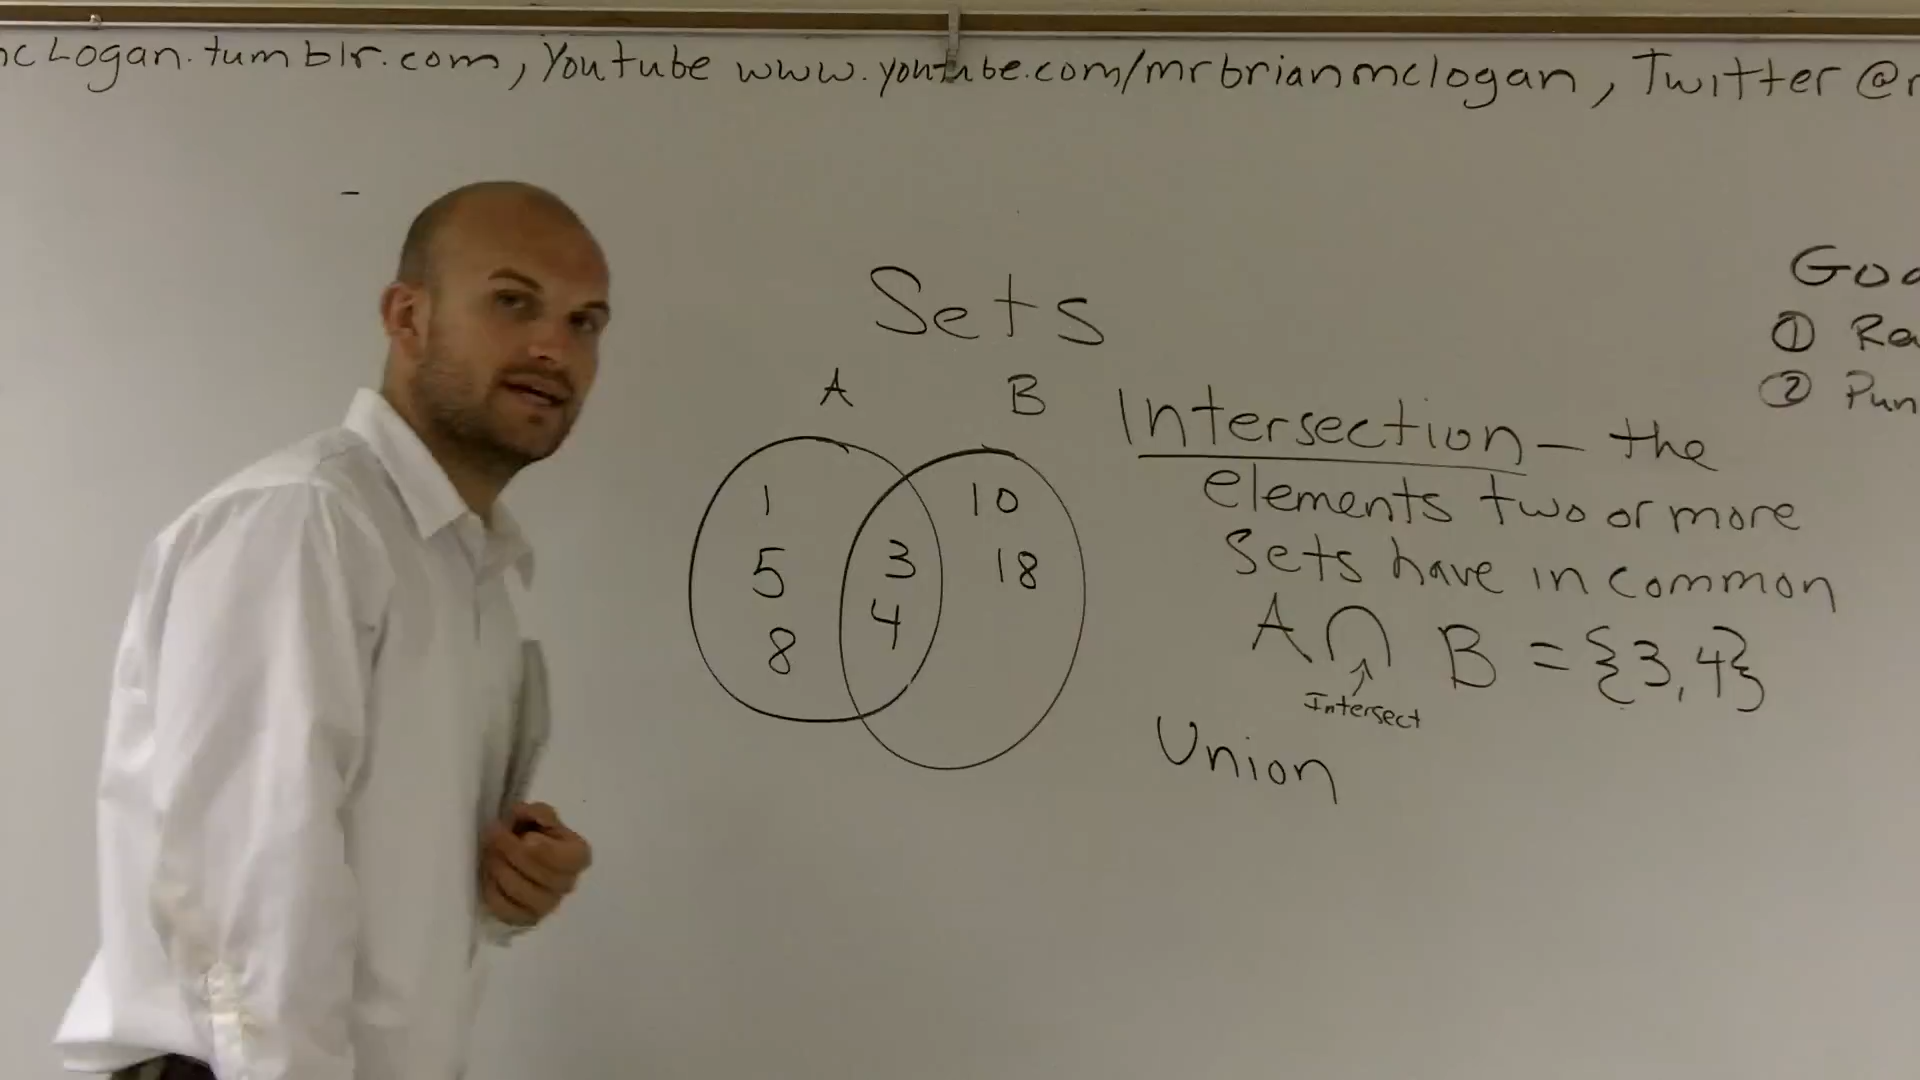 Logan.tumblr.com, Youtube www.youtube.com/mrbrianmclogan, Twitter @
Sets
A B
1
5
8
3
4
10
18
Intersection - the
elements two or more
Sets have in common
A ∩ B = {3, 4}
Intersect
Union
①
②